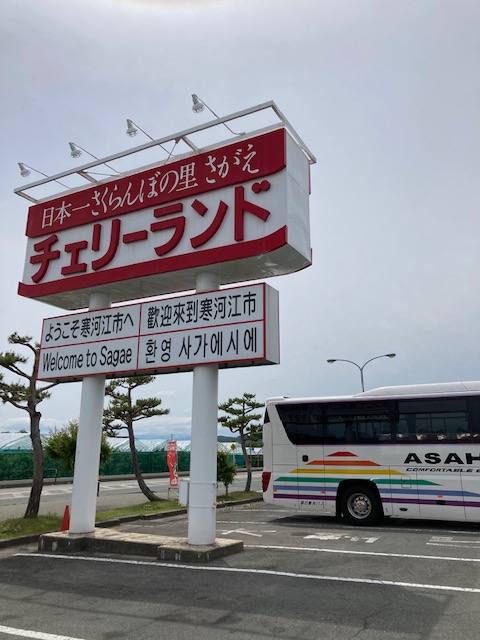 日本一さくらんぼの里 さがえ
チェリーランド
ようこそ寒河江市へ
歡迎來到寒河江市
Welcome to Sagae
환영 사가에시에
ASAH
COMFORTABLE